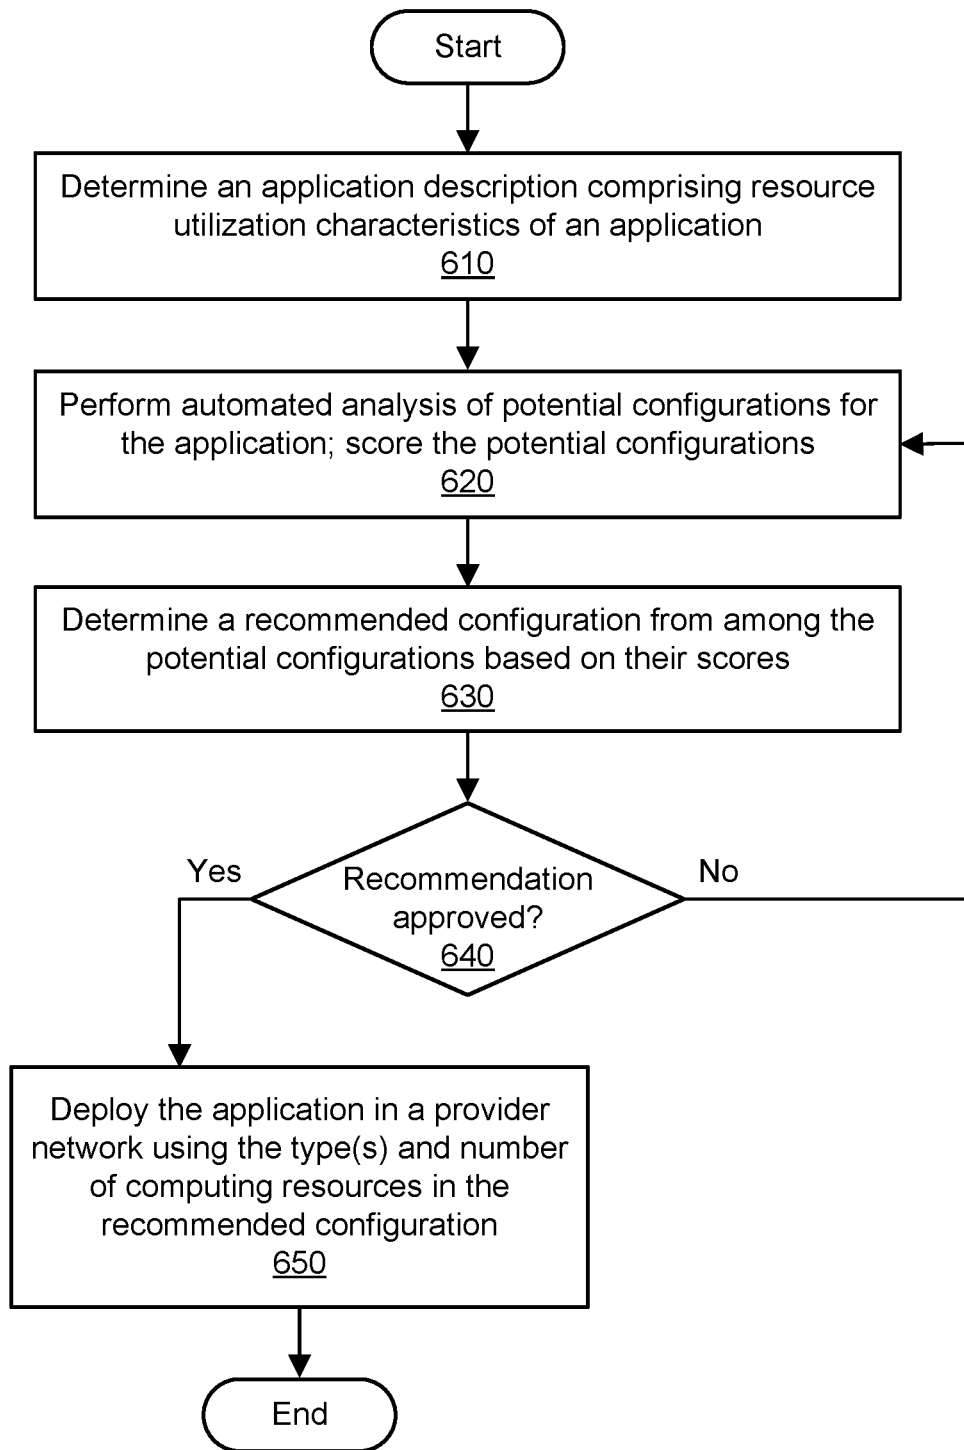 Start
Determine an application description comprising resource
utilization characteristics of an application
610
Perform automated analysis of potential configurations for
the application; score the potential configurations
620
Determine a recommended configuration from among the
potential configurations based on their scores
630
Yes
No
Recommendation
approved?
640
Deploy the application in a provider
network using the type(s) and number
of computing resources in the
recommended configuration
650
End